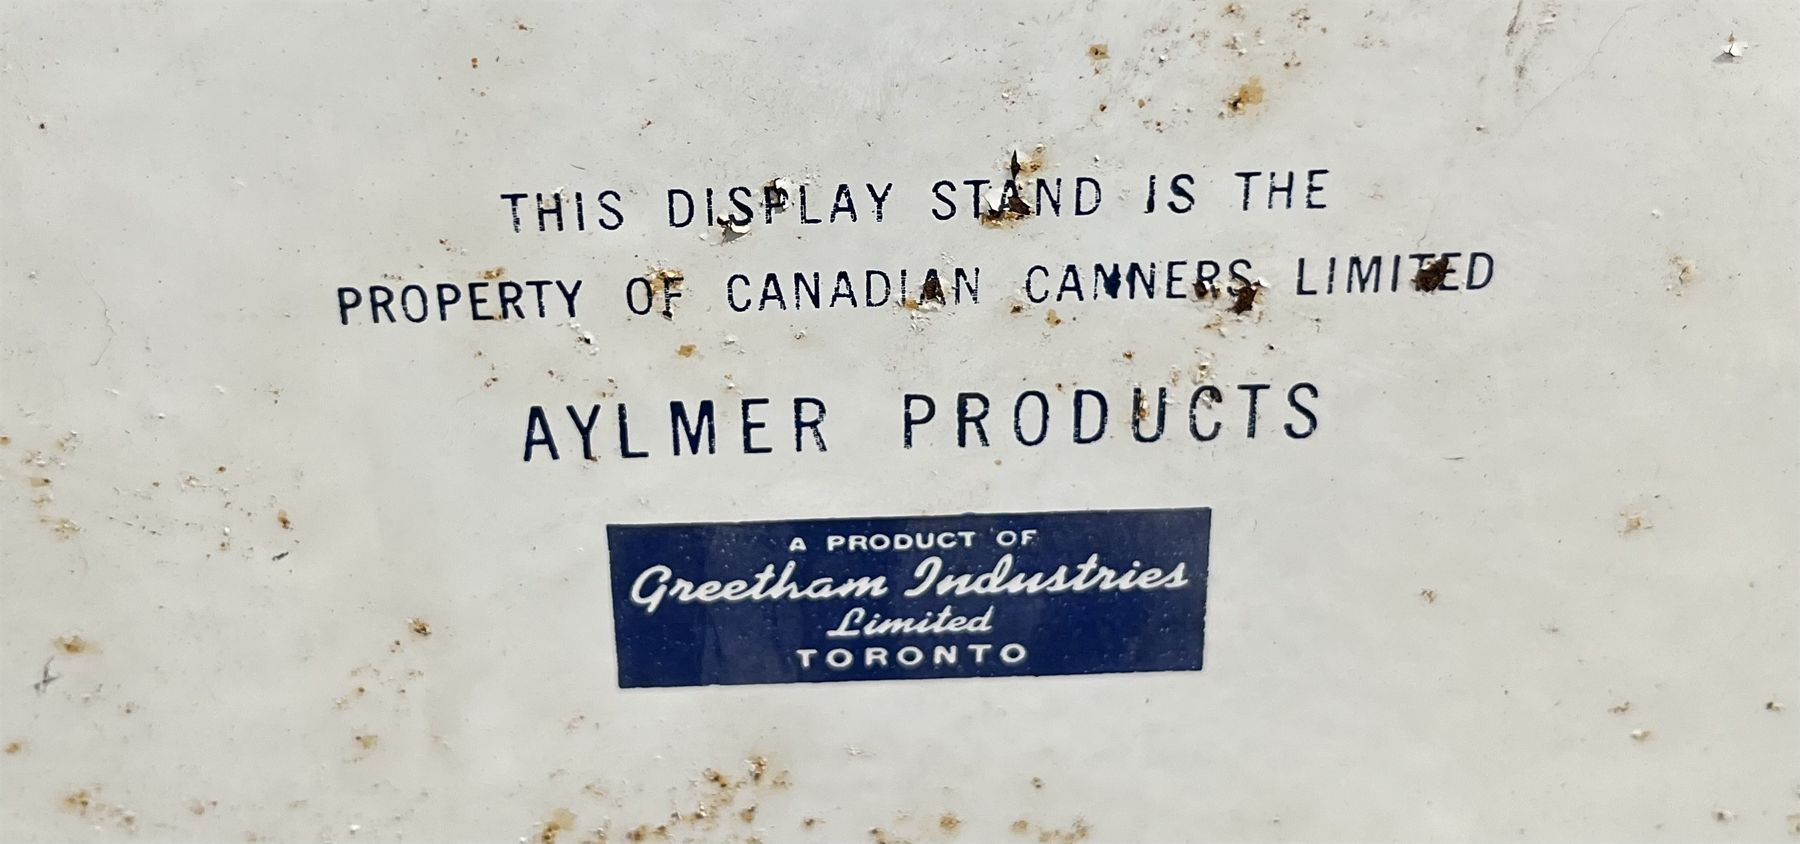 THIS DISPLAY STAND IS THE
PROPERTY OF CANADIAN CANNERS LIMITED
AYLMER PRODUCTS
A PRODUCT OF
Greetham Industries
Limited
TORONTO